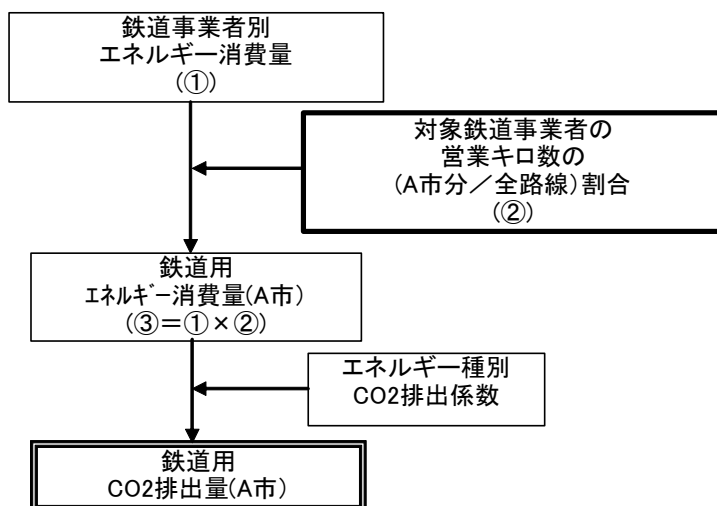 鉄道事業者別
エネルギー消費量
(①)
対象鉄道事業者の
営業キロ数の
(A市分／全路線)割合
(②)
鉄道用
ｴﾈﾙｷﾞｰ消費量(A市)
(③＝①×②)
エネルギー種別
CO2排出係数
鉄道用
CO2排出量(A市)